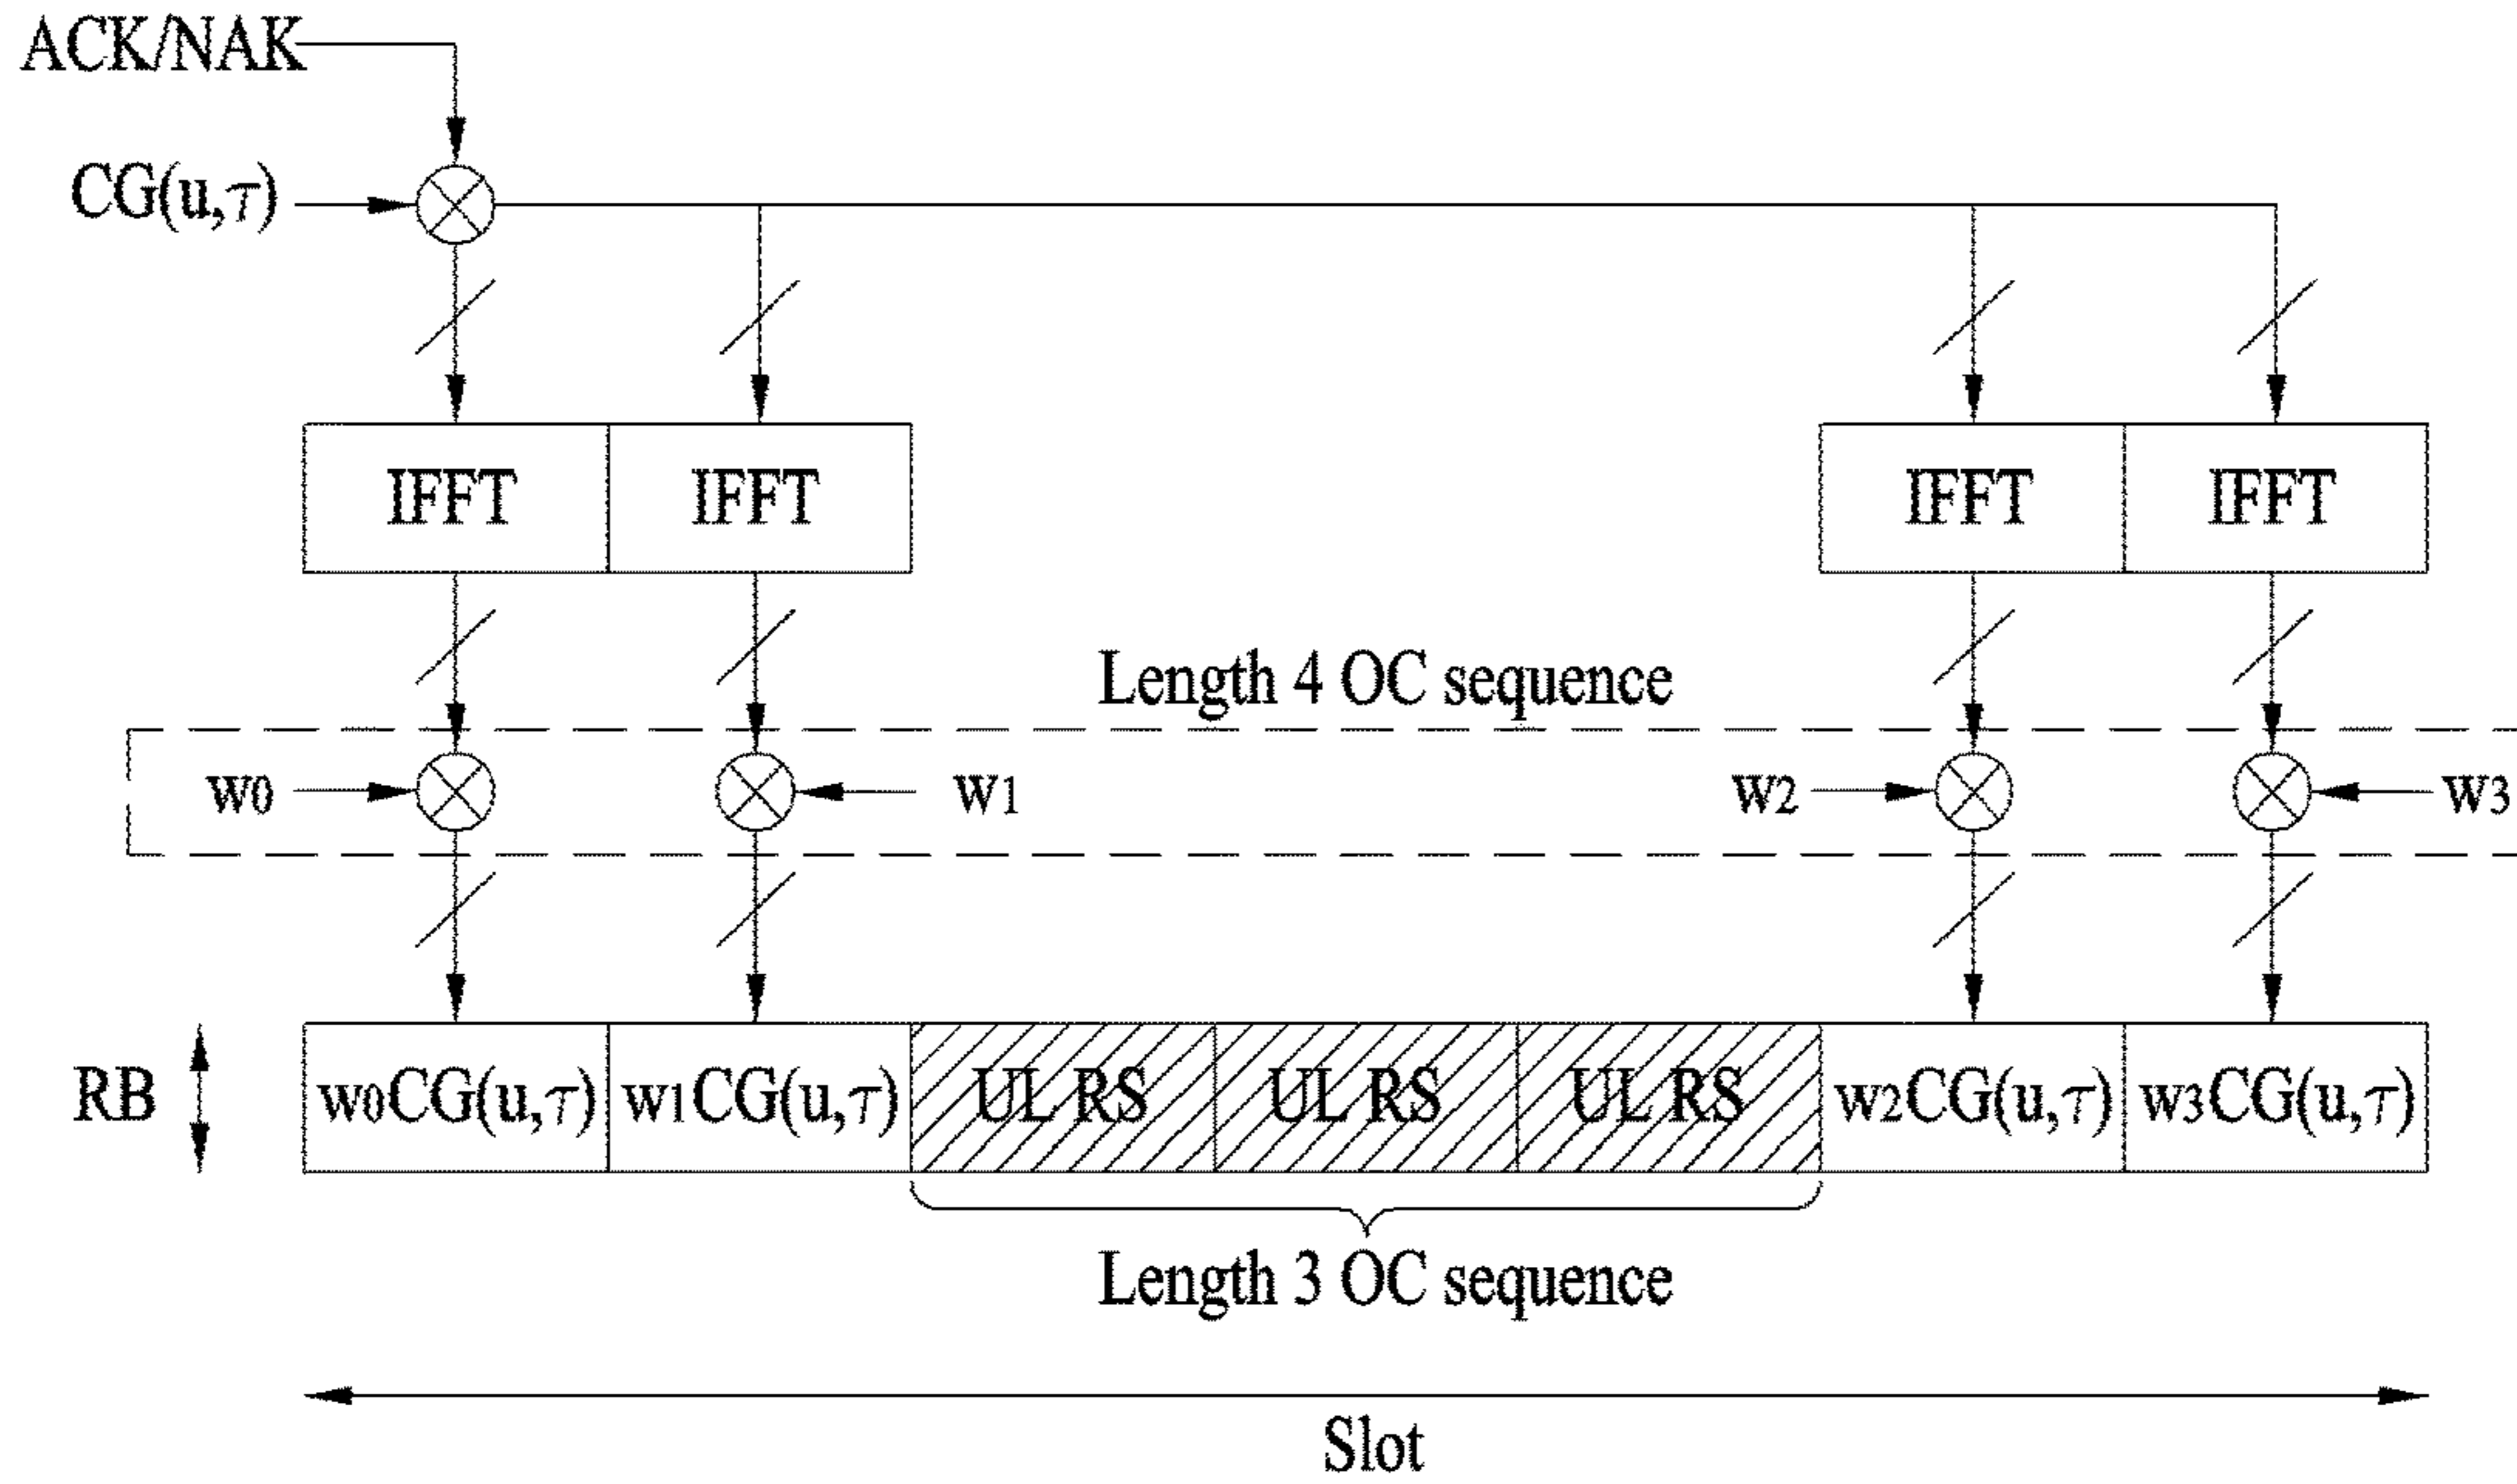 ACK/NAK
CG(u,τ)
IFFT IFFT IFFT IFFT
Length 4 OC sequence
w0 w1 w2 w3
RB w0CG(u,τ) w1CG(u,τ) UL RS UL RS UL RS w2CG(u,τ) w3CG(u,τ)
Length 3 OC sequence
Slot